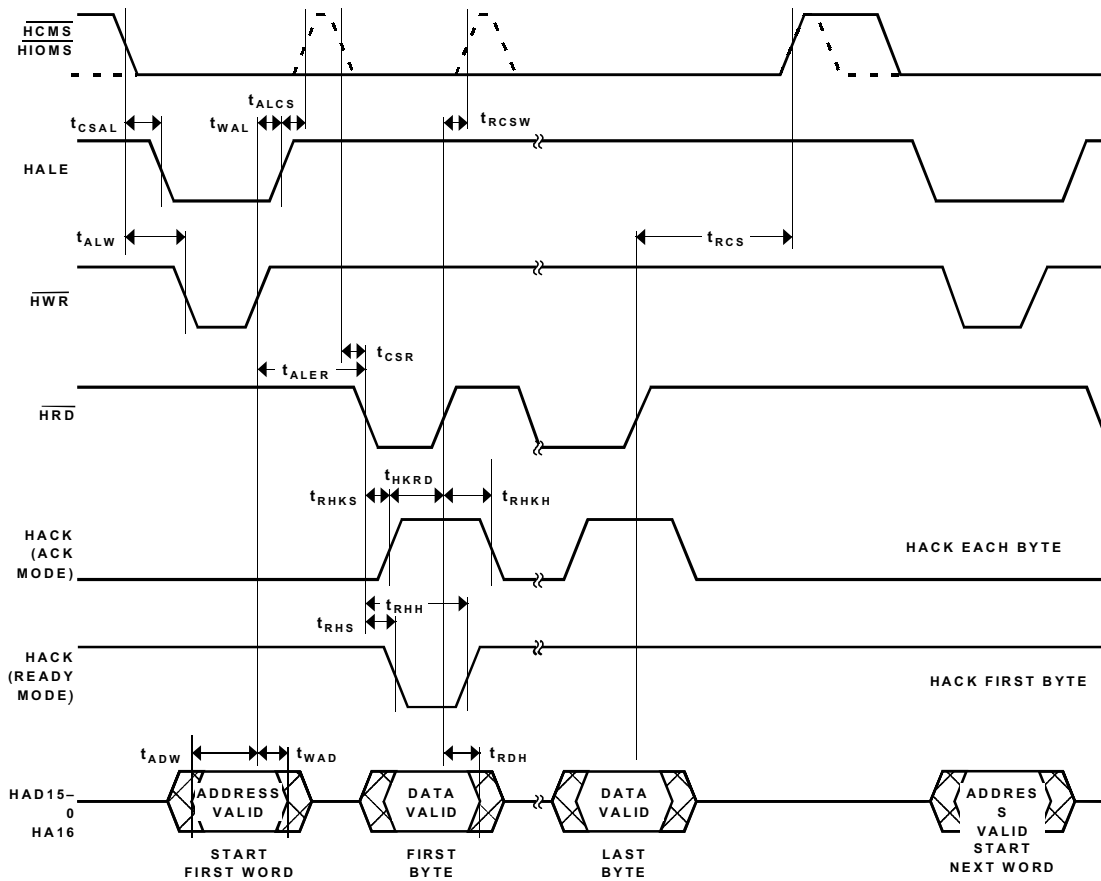 HCMS
HIOMS
tALCS
tCSAL
tWAL
tRCSW
HALE
tALW
tRCS
HWR
tCSR
tALER
HRD
tHKRD
tRHKS
tRHKH
HACK
(ACK
MODE)
HACK EACH BYTE
tRHH
tRHS
HACK
(READY
MODE)
HACK FIRST BYTE
tADW
tWAD
tRDH
HAD15–
0
HA16
ADDRESS
VALID
DATA
VALID
DATA
VALID
ADDRES
S
VALID
START
NEXT WORD
START
FIRST WORD
FIRST
BYTE
LAST
BYTE